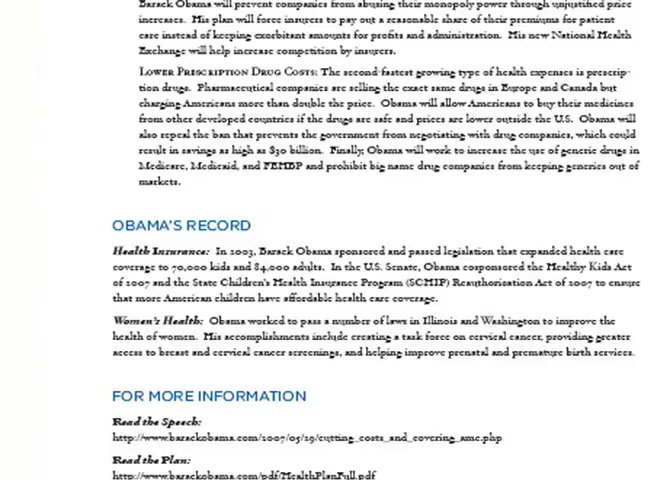 Barack Obama will prevent companies from abusing their monopoly power through unjustified price
increases. His plan will force insurers to pay out a reasonable share of their premiums for patient
care instead of keeping exorbitant amounts for profits and administration. His new National Health
Exchange will help increase competition by insurers.
Lower Prescription Drug Costs: The second-fastest growing type of health expenses is prescrip-
tion drugs. Pharmaceutical companies are selling the exact same drugs in Europe and Canada but
charging Americans more than double the price. Obama will allow Americans to buy their medicines
from other developed countries if the drugs are safe and prices are lower outside the U.S. Obama will
also repeal the ban that prevents the government from negotiating with drug companies, which could
result in savings as high as $30 billion. Finally, Obama will work to increase the use of generic drugs in
Medicare, Medicaid, and FEHBP and prohibit big name drug companies from keeping generics out of
markets.
OBAMA'S RECORD
Health Insurance: In 2003, Barack Obama sponsored and passed legislation that expanded health care
coverage to 70,000 kids and 84,000 adults. In the U.S. Senate, Obama cosponsored the Healthy Kids Act
of 2007 and the State Children's Health Insurance Program (SCHIP) Reauthorization Act of 2007 to ensure
that more American children have affordable health care coverage.
Women's Health: Obama worked to pass a number of laws in Illinois and Washington to improve the
health of women. His accomplishments include creating a task force on cervical cancer, providing greater
access to breast and cervical cancer screenings, and helping improve prenatal and premature birth services.
FOR MORE INFORMATION
Read the Speech:
http://www.barackobama.com/2007/05/29/cutting_costs_and_covering_ame.php
Read the Plan:
http://www.barackobama.com/pdf/HealthPlanFull.pdf